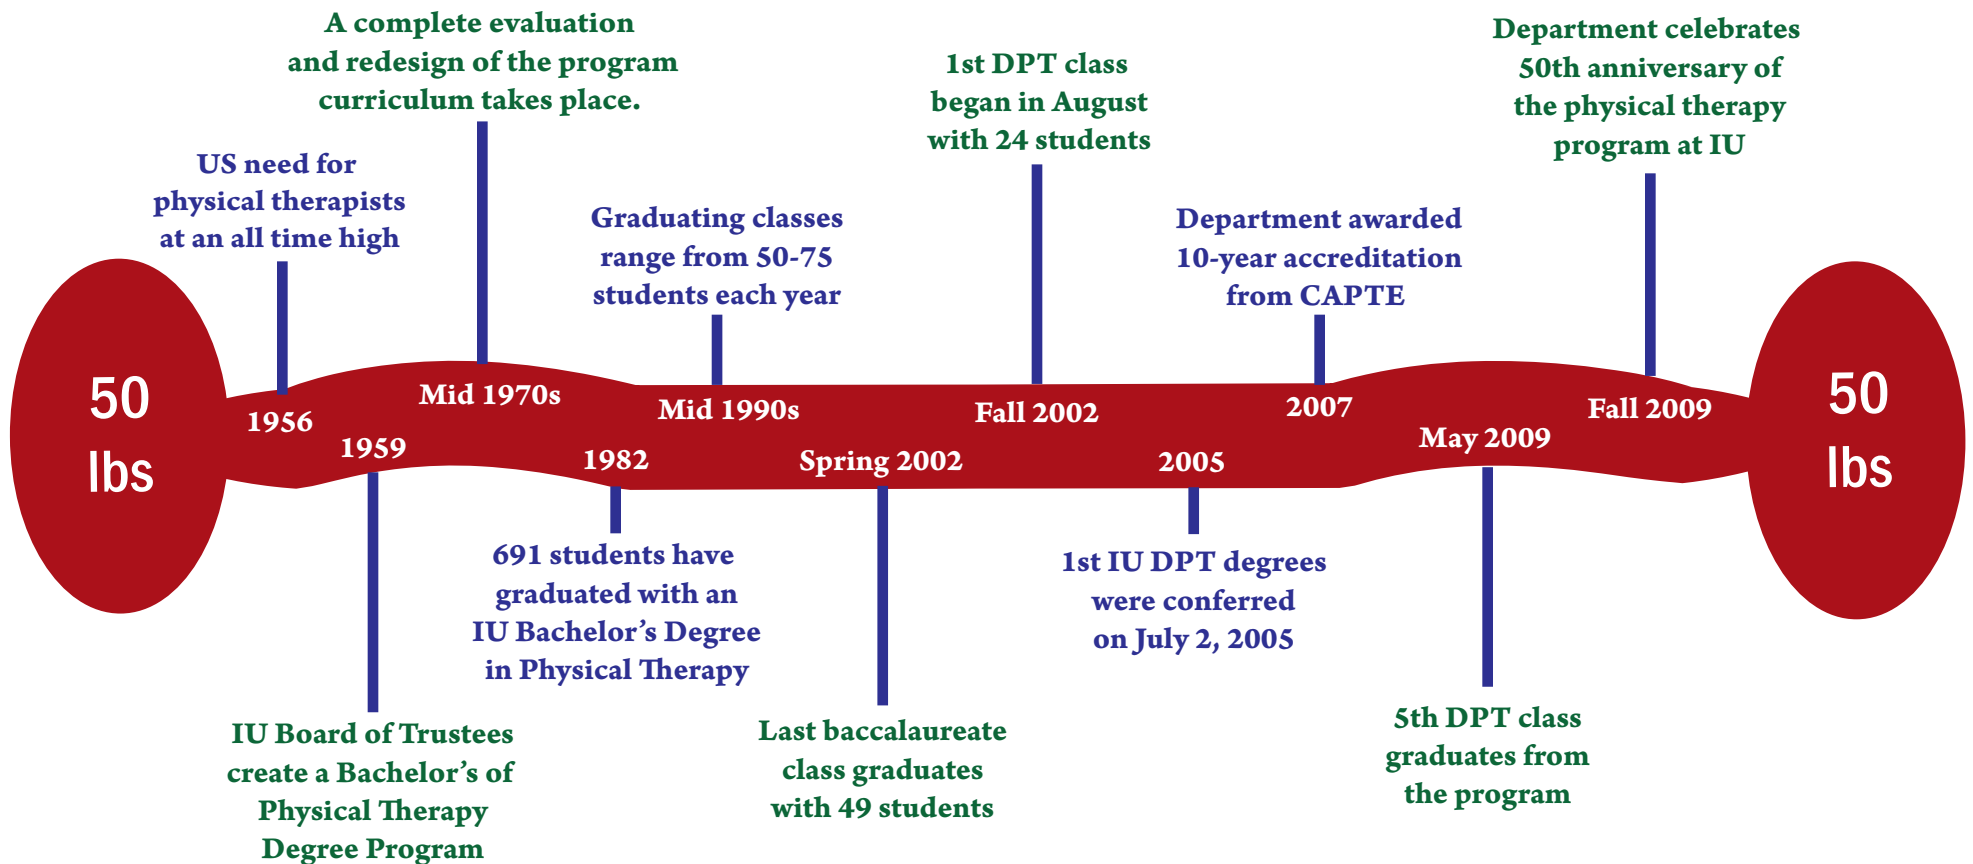 A complete evaluation
and redesign of the program
curriculum takes place.
US need for
physical therapists
at an all time high
Graduating classes
range from 50-75
students each year
1st DPT class
began in August
with 24 students
Department awarded
10-year accreditation
from CAPTE
Department celebrates
50th anniversary of
the physical therapy
program at IU
50
lbs
1956
1959
Mid 1970s
1982
Mid 1990s
Spring 2002
Fall 2002
2005
2007
May 2009
Fall 2009
50
lbs
IU Board of Trustees
create a Bachelor's of
Physical Therapy
Degree Program
691 students have
graduated with an
IU Bachelor's Degree
in Physical Therapy
Last baccalaureate
class graduates
with 49 students
1st IU DPT degrees
were conferred
on July 2, 2005
5th DPT class
graduates from
the program